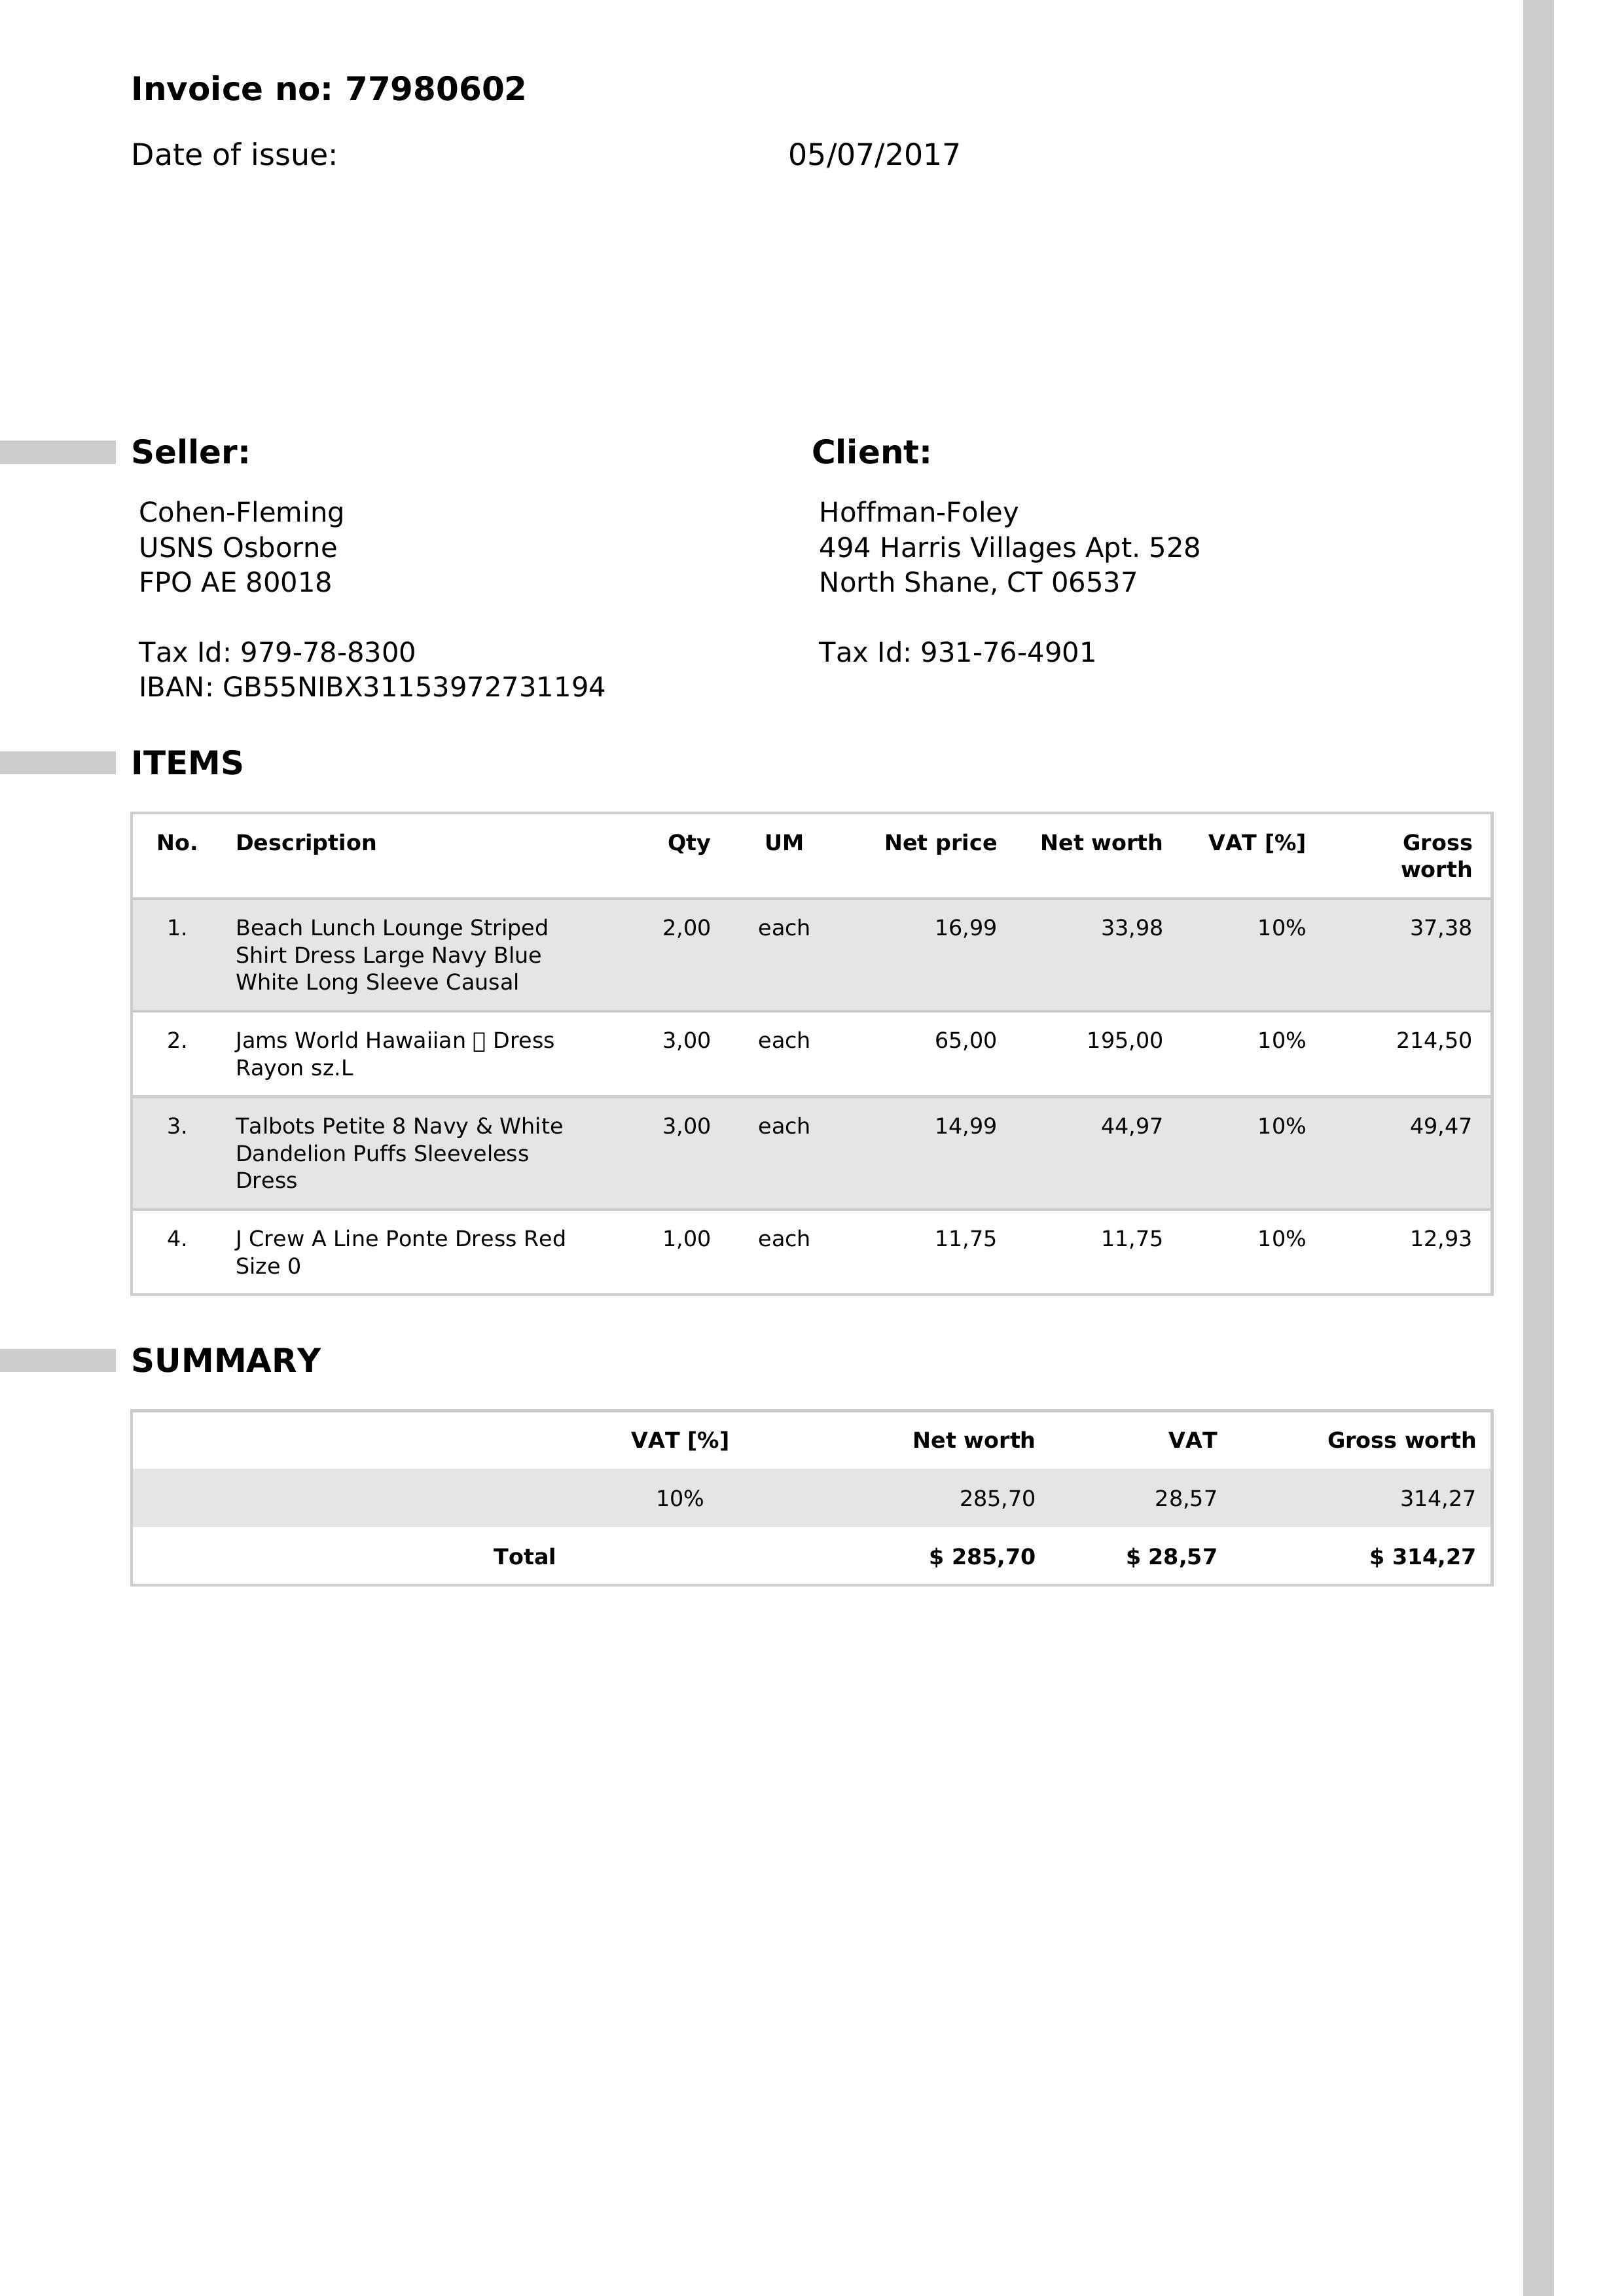 Invoice no: 77980602
Date of issue: 05/07/2017
Seller:
Cohen-Fleming
USNS Osborne
FPO AE 80018
Tax Id: 979-78-8300
IBAN: GB55NIBX31153972731194
Client:
Hoffman-Foley
494 Harris Villages Apt. 528
North Shane, CT 06537
Tax Id: 931-76-4901
ITEMS
No. Description Qty UM Net price Net worth VAT [%] Gross
worth
1. Beach Lunch Lounge Striped 2,00 each 16,99 33,98 10% 37,38
Shirt Dress Large Navy Blue
White Long Sleeve Causal
2. Jams World Hawaiian ▯ Dress 3,00 each 65,00 195,00 10% 214,50
Rayon sz.L
3. Talbots Petite 8 Navy & White 3,00 each 14,99 44,97 10% 49,47
Dandelion Puffs Sleeveless
Dress
4. J Crew A Line Ponte Dress Red 1,00 each 11,75 11,75 10% 12,93
Size 0
SUMMARY
VAT [%] Net worth VAT Gross worth
10% 285,70 28,57 314,27
Total $ 285,70 $ 28,57 $ 314,27